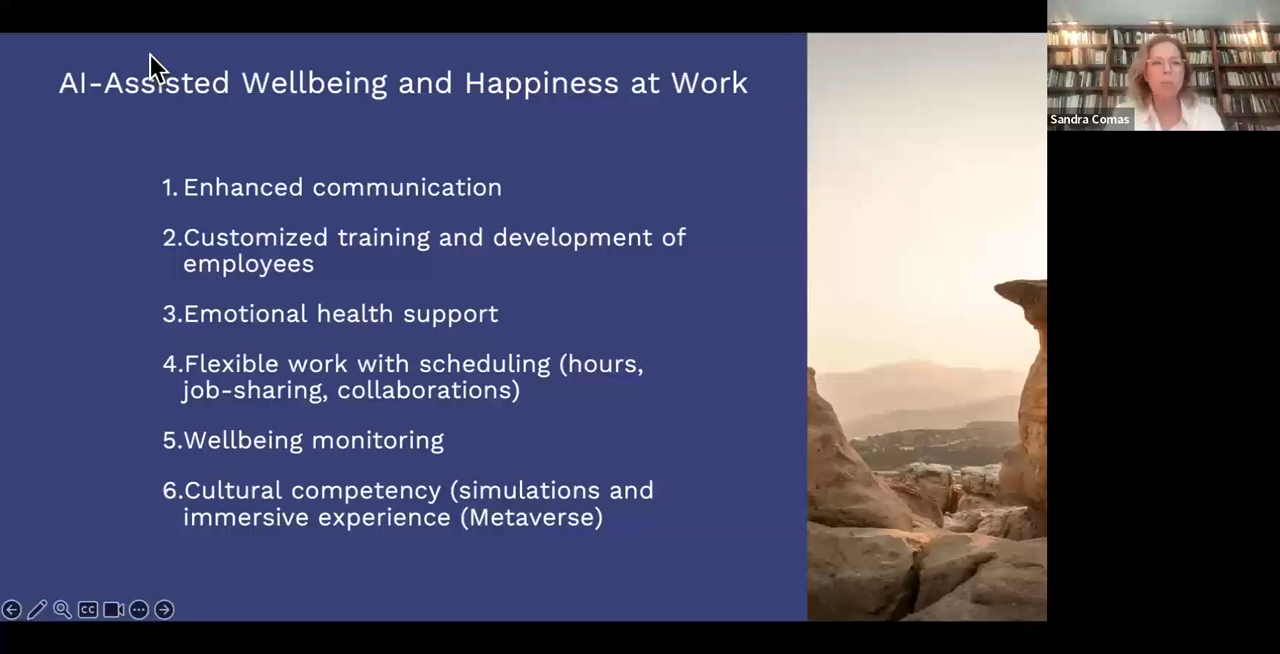 AI-Assisted Wellbeing and Happiness at Work
1. Enhanced communication
2.Customized training and development of
employees
3.Emotional health support
4.Flexible work with scheduling (hours,
job-sharing, collaborations)
5.Wellbeing monitoring
6.Cultural competency (simulations and
immersive experience (Metaverse)
Sandra Comas
CC